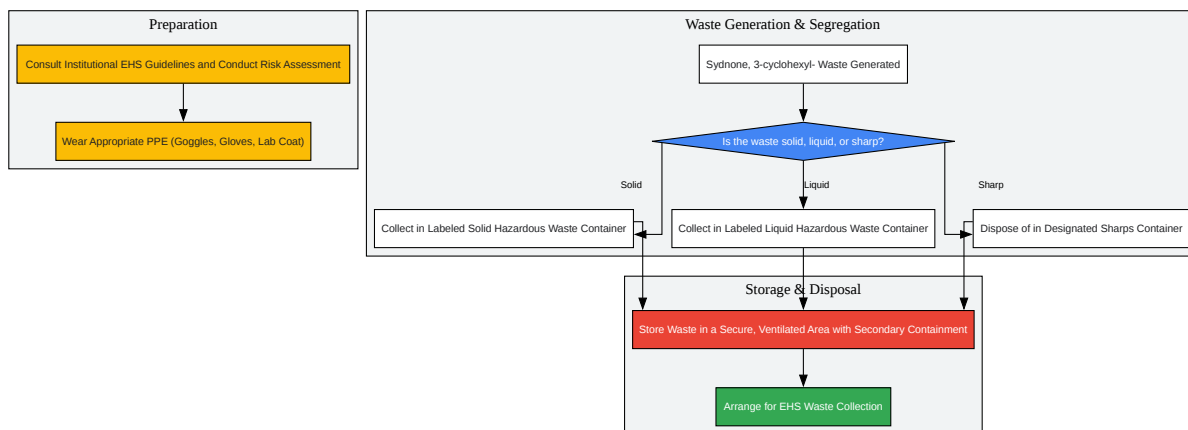 Preparation
Consult Institutional EHS Guidelines and Conduct Risk Assessment
Wear Appropriate PPE (Goggles, Gloves, Lab Coat)
Waste Generation & Segregation
Sydnone, 3-cyclohexyl- Waste Generated
Is the waste solid, liquid, or sharp?
Solid
Liquid
Sharp
Collect in Labeled Solid Hazardous Waste Container
Collect in Labeled Liquid Hazardous Waste Container
Dispose of in Designated Sharps Container
Storage & Disposal
Store Waste in a Secure, Ventilated Area with Secondary Containment
Arrange for EHS Waste Collection